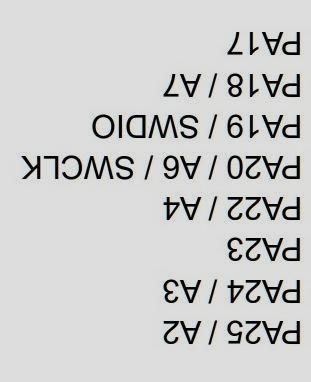 PA25 / A2
PA24 / A3
PA23
PA22 / A4
PA20 / A6 / SWCLK
PA19 / SWDIO
PA18 / A7
PA17